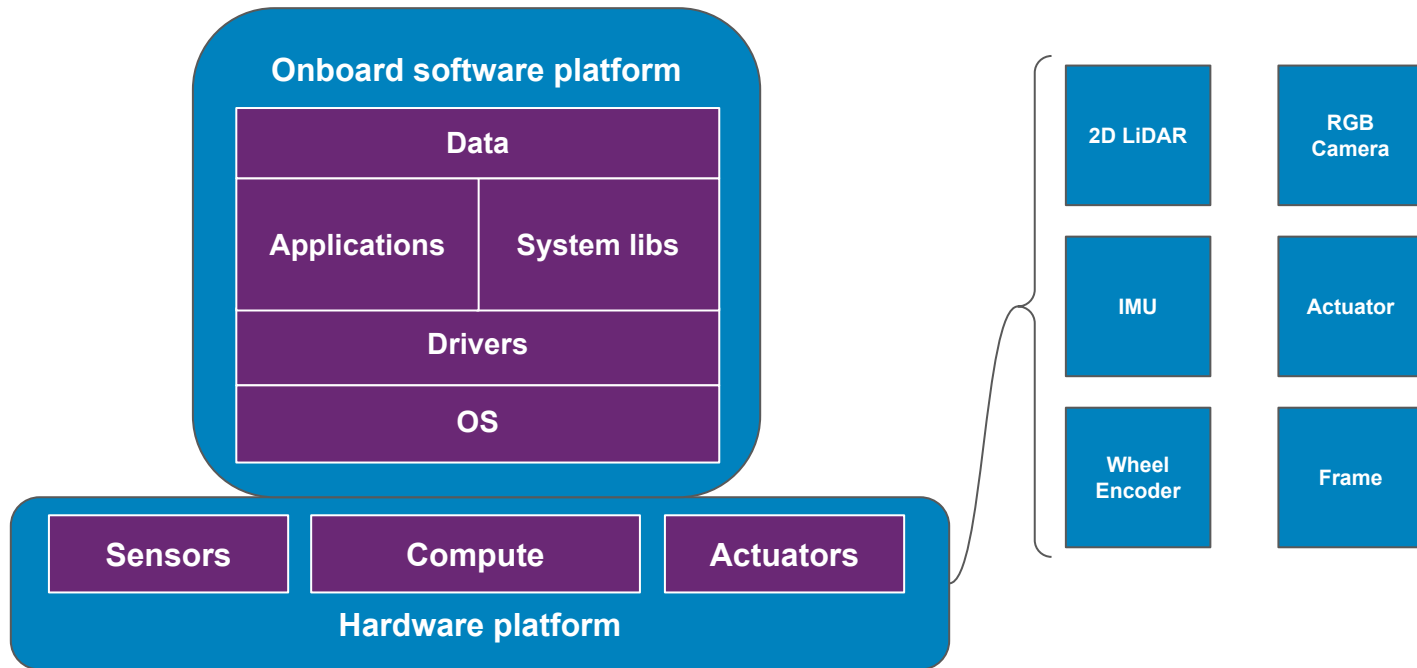 Onboard software platform
Data
Applications
System libs
Drivers
OS
Sensors
Compute
Actuators
Hardware platform
2D LiDAR
RGB
Camera
IMU
Actuator
Wheel
Encoder
Frame